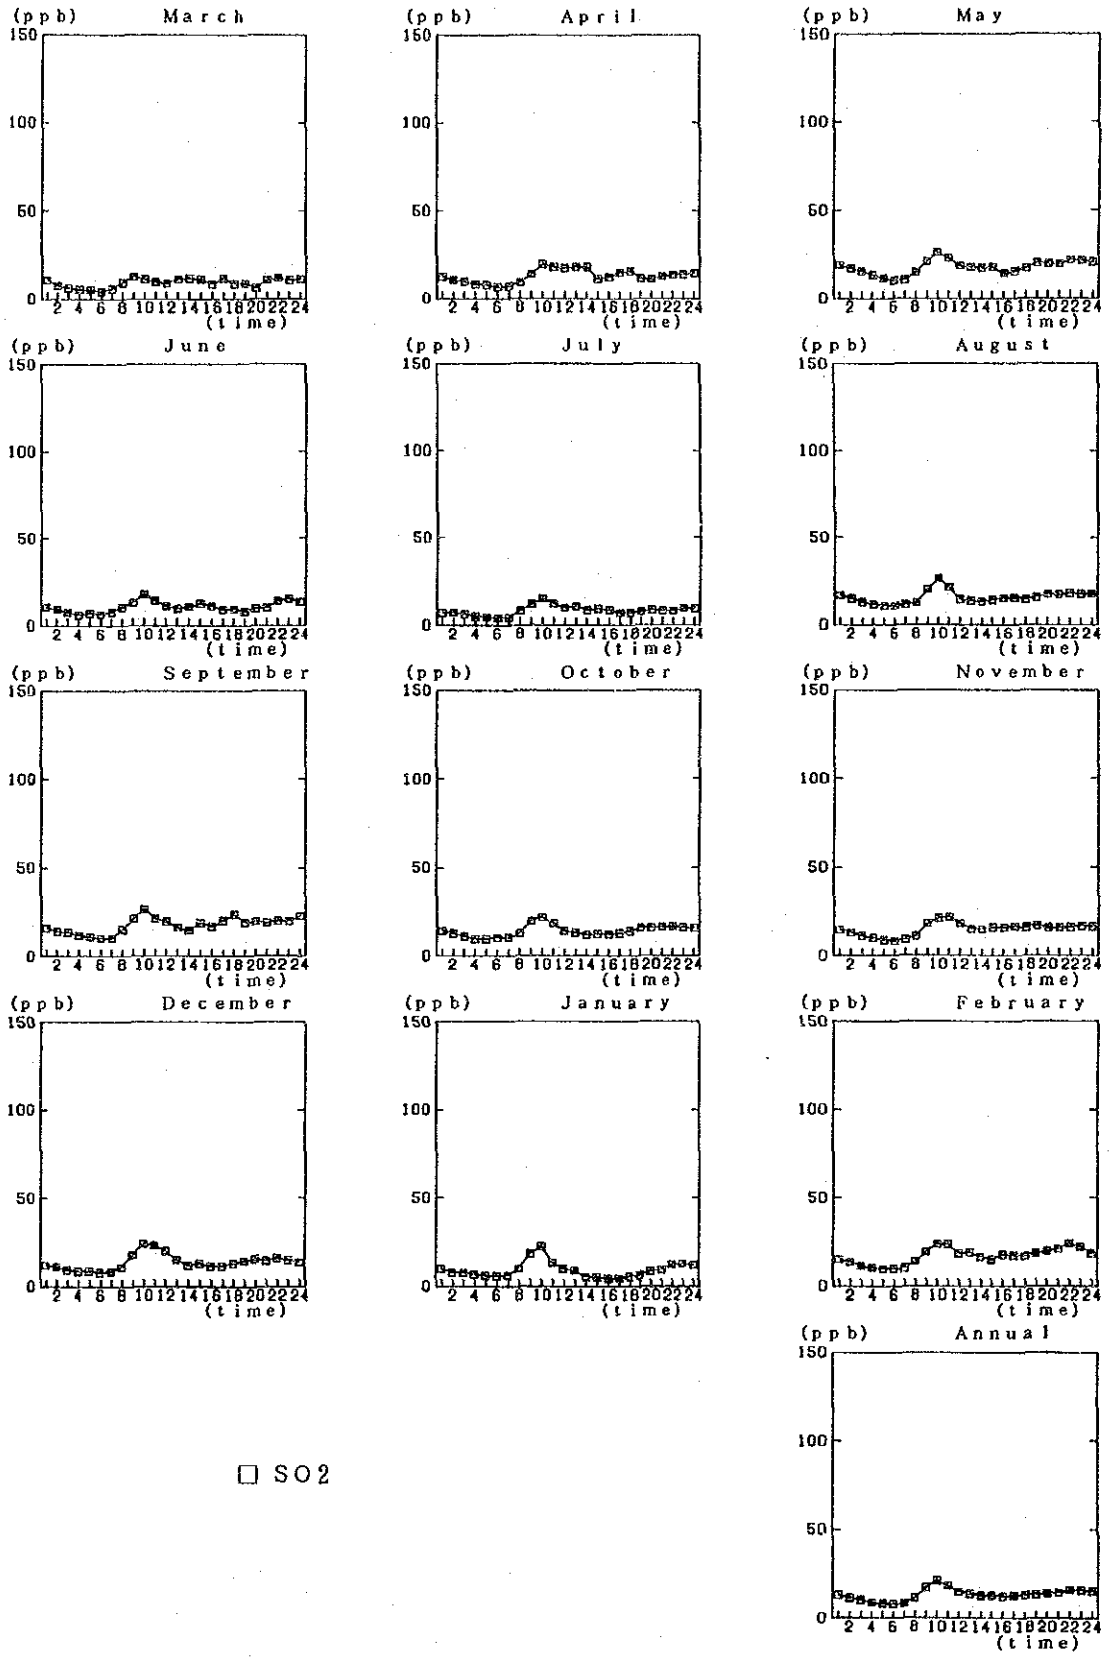 (ppb) March (ppb) April (ppb) May
150 150 150
100 100 100
50 50 50
0 0 0
2 4 6 8 10 12 14 16 18 20 22 24 2 4 6 8 10 12 14 16 18 20 22 24 2 4 6 8 10 12 14 16 18 20 22 24
(time) (time) (time)
(ppb) June (ppb) July (ppb) August
150 150 150
100 100 100
50 50 50
0 0 0
2 4 6 8 10 12 14 16 18 20 22 24 2 4 6 8 10 12 14 16 18 20 22 24 2 4 6 8 10 12 14 16 18 20 22 24
(time) (time) (time)
(ppb) September (ppb) October (ppb) November
150 150 150
100 100 100
50 50 50
0 0 0
2 4 6 8 10 12 14 16 18 20 22 24 2 4 6 8 10 12 14 16 18 20 22 24 2 4 6 8 10 12 14 16 18 20 22 24
(time) (time) (time)
(ppb) December (ppb) January (ppb) February
150 150 150
100 100 100
50 50 50
0 0 0
2 4 6 8 10 12 14 16 18 20 22 24 2 4 6 8 10 12 14 16 18 20 22 24 2 4 6 8 10 12 14 16 18 20 22 24
(time) (time) (time)
(ppb) Annual
150
100
SO2
50
0
2 4 6 8 10 12 14 16 18 20 22 24
(time)